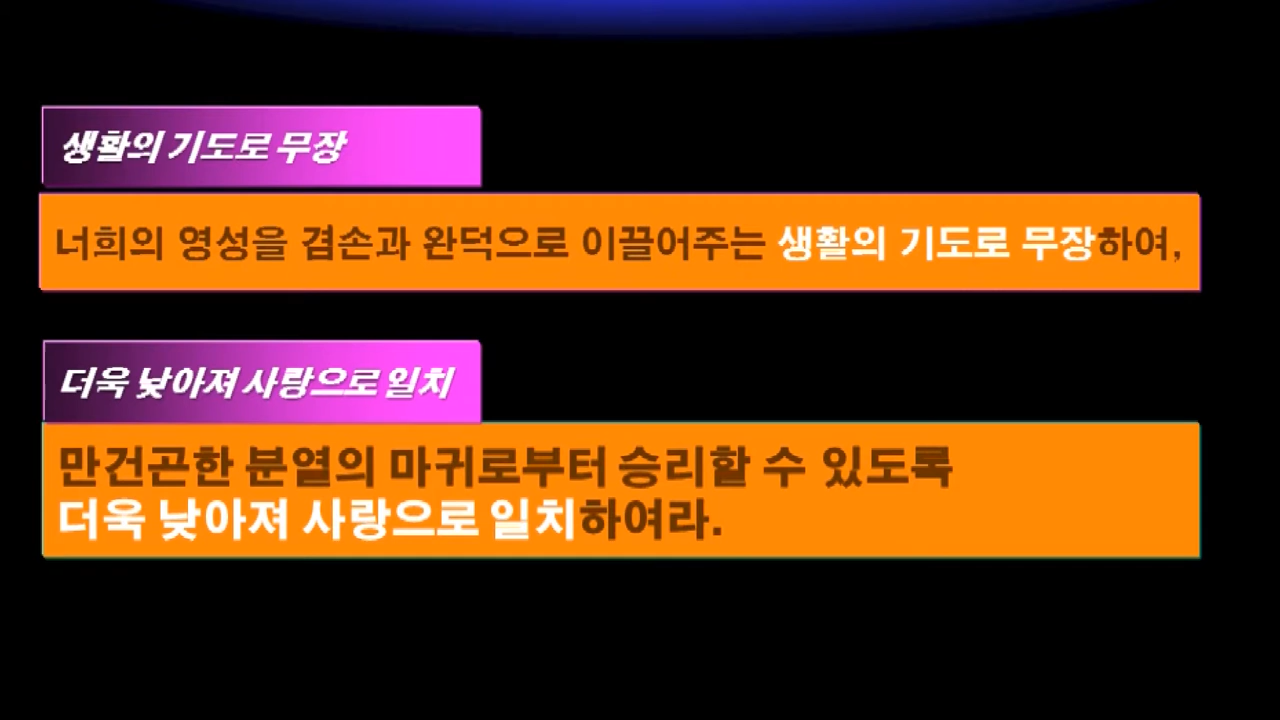 생활의 기도로 무장
너희의 영성을 겸손과 완덕으로 이끌어주는 생활의 기도로 무장하여,
더욱 낮아져 사랑으로 일치
만건곤한 분열의 마귀로부터 승리할 수 있도록
더욱 낮아져 사랑으로 일치하여라.